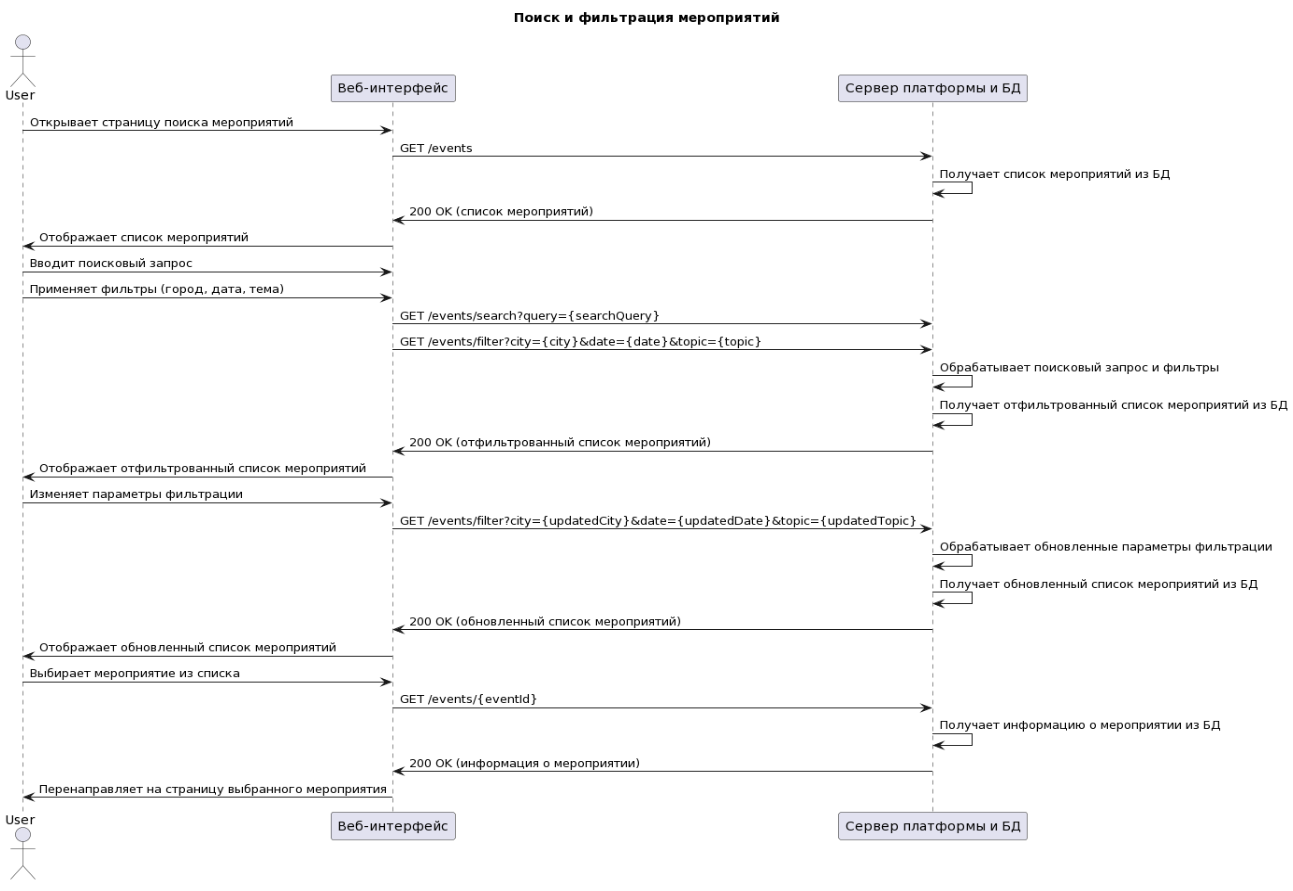 Поиск и фильтрация мероприятий
User
Веб-интерфейс
Сервер платформы и БД
Открывает страницу поиска мероприятий
GET /events
Получает список мероприятий из БД
200 OK (список мероприятий)
Отображает список мероприятий
Вводит поисковый запрос
Применяет фильтры (город, дата, тема)
GET /events/search?query={searchQuery}
GET /events/filter?city={city}&date={date}&topic={topic}
Обрабатывает поисковый запрос и фильтры
Получает отфильтрованный список мероприятий из БД
200 OK (отфильтрованный список мероприятий)
Отображает отфильтрованный список мероприятий
Изменяет параметры фильтрации
GET /events/filter?city={updatedCity}&date={updatedDate}&topic={updatedTopic}
Обрабатывает обновленные параметры фильтрации
Получает обновленный список мероприятий из БД
200 OK (обновленный список мероприятий)
Отображает обновленный список мероприятий
Выбирает мероприятие из списка
GET /events/{eventId}
Получает информацию о мероприятии из БД
200 OK (информация о мероприятии)
Перенаправляет на страницу выбранного мероприятия
User
Веб-интерфейс
Сервер платформы и БД